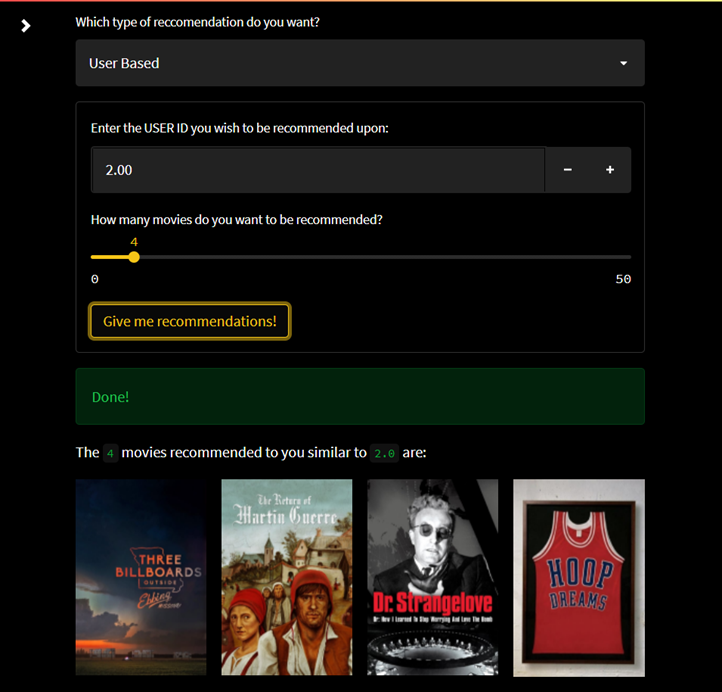 Which type of reccomendation do you want?
User Based
Enter the USER ID you wish to be recommended upon:
2.00
How many movies do you want to be recommended?
4
0 50
Give me recommendations!
Done!
The 4 movies recommended to you similar to 2.0 are:
THREE
BILLBOARDS
OUTSIDE
Ebbing
The Return of
Martin Guerre
Dr. Strangelove
Or: How I Learned To Stop Worrying And Love The Bomb
HOOP
DREAMS